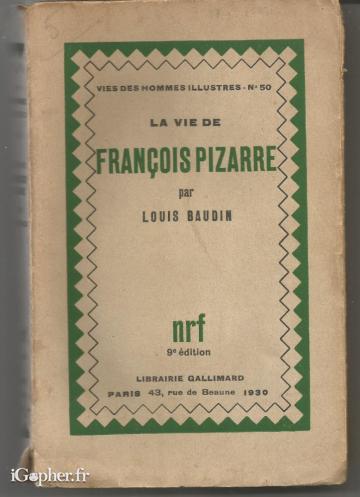 5
VIES DES HOMMES ILLUSTRES - N° 50
LA VIE DE
FRANÇOIS PIZARRE
par
LOUIS BAUDIN
nrf
9e édition
LIBRAIRIE GALLIMARD
PARIS 43, rue de Beaune 1930
iGopher.fr